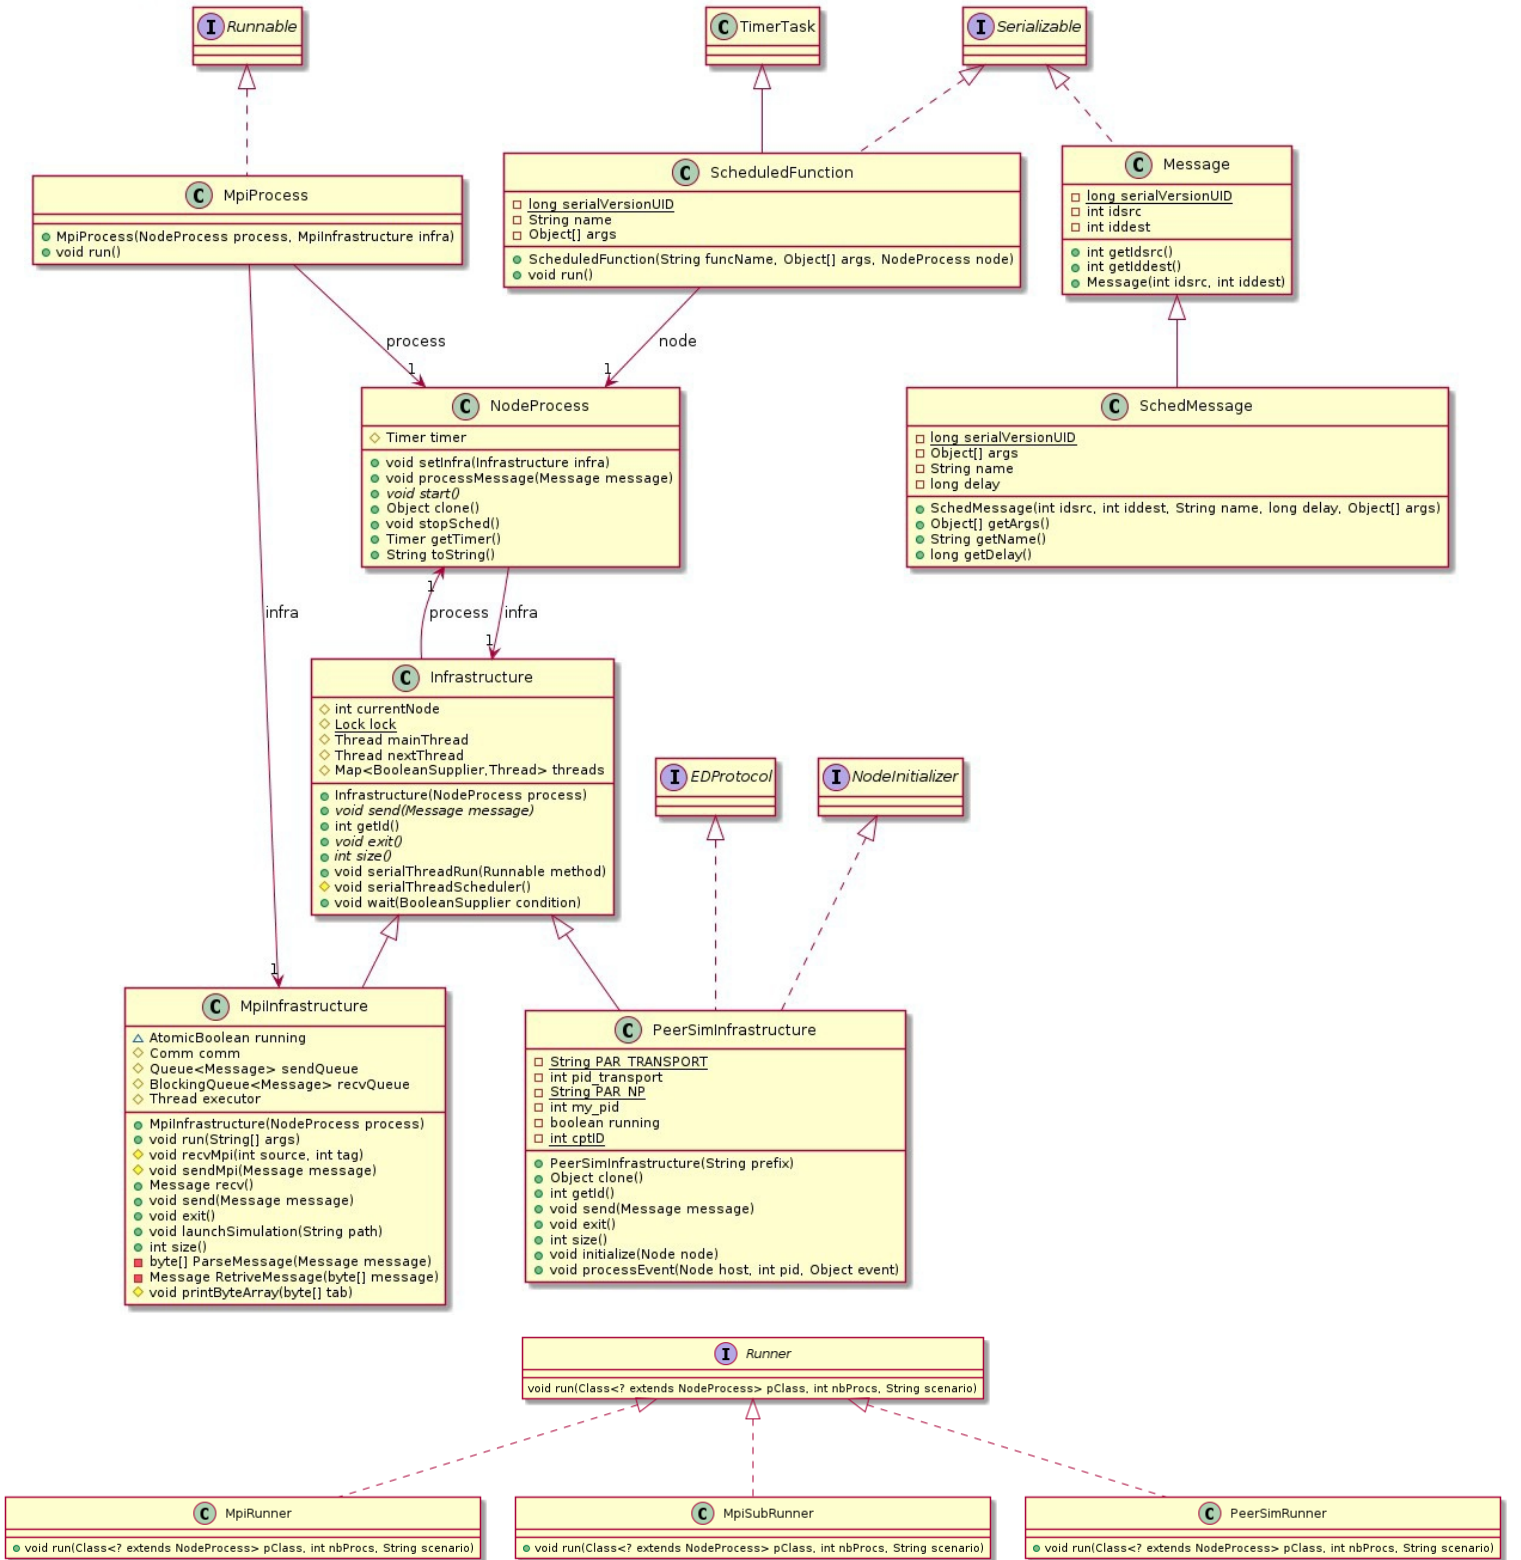 I Runnable
C TimerTask
I Serializable
C MpiProcess
MpiProcess(NodeProcess process, MpiInfrastructure infra)
void run()
C ScheduledFunction
long serialVersionUID
String name
Object[] args
ScheduledFunction(String funcName, Object[] args, NodeProcess node)
void run()
C Message
long serialVersionUID
int idsrc
int iddest
int getIdsrc()
int getIddest()
Message(int idsrc, int iddest)
process
1
node
1
C NodeProcess
Timer timer
void setInfra(Infrastructure infra)
void processMessage(Message message)
void start()
Object clone()
void stopSched()
Timer getTimer()
String toString()
C SchedMessage
long serialVersionUID
Object[] args
String name
long delay
SchedMessage(int idsrc, int iddest, String name, long delay, Object[] args)
Object[] getArgs()
String getName()
long getDelay()
infra
1
process
1
infra
1
C Infrastructure
int currentNode
Lock lock
Thread mainThread
Thread nextThread
Map<BooleanSupplier,Thread> threads
Infrastructure(NodeProcess process)
void send(Message message)
int getId()
void exit()
int size()
void serialThreadRun(Runnable method)
void serialThreadScheduler()
void wait(BooleanSupplier condition)
I EDProtocol
I NodeInitializer
C MpiInfrastructure
AtomicBoolean running
Comm comm
Queue<Message> sendQueue
BlockingQueue<Message> recvQueue
Thread executor
MpiInfrastructure(NodeProcess process)
void run(String[] args)
void recvMpi(int source, int tag)
void sendMpi(Message message)
Message recv()
void send(Message message)
void exit()
void launchSimulation(String path)
int size()
byte[] ParseMessage(Message message)
Message RetriveMessage(byte[] message)
void printByteArray(byte[] tab)
C PeerSimInfrastructure
String PAR_TRANSPORT
int pid_transport
String PAR_NP
int my_pid
boolean running
int cptID
PeerSimInfrastructure(String prefix)
Object clone()
int getId()
void send(Message message)
void exit()
int size()
void initialize(Node node)
void processEvent(Node host, int pid, Object event)
I Runner
void run(Class<? extends NodeProcess> pClass, int nbProcs, String scenario)
C MpiRunner
void run(Class<? extends NodeProcess> pClass, int nbProcs, String scenario)
C MpiSubRunner
void run(Class<? extends NodeProcess> pClass, int nbProcs, String scenario)
C PeerSimRunner
void run(Class<? extends NodeProcess> pClass, int nbProcs, String scenario)